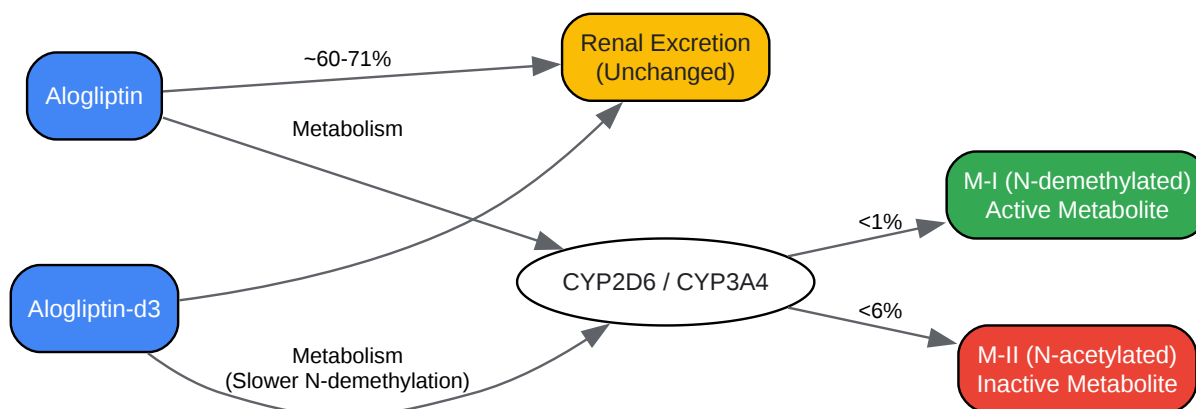 Renal Excretion
(Unchanged)
~60-71%
Alogliptin
Metabolism
M-I (N-demethylated)
Active Metabolite
<1%
CYP2D6 / CYP3A4
Alogliptin-d3
<6%
Metabolism
(Slower N-demethylation)
M-II (N-acetylated)
Inactive Metabolite